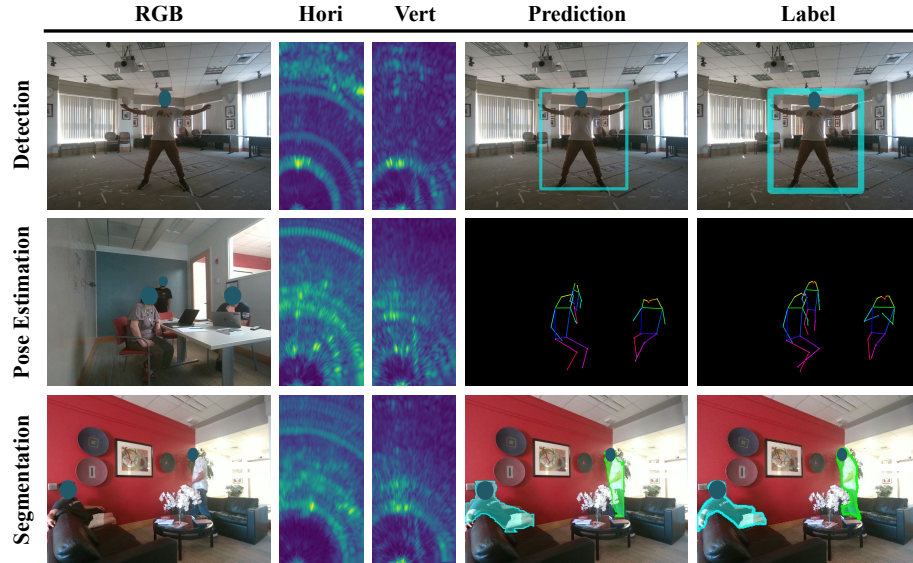 RGB Hori Vert Prediction Label
Detection
Pose Estimation
Segmentation